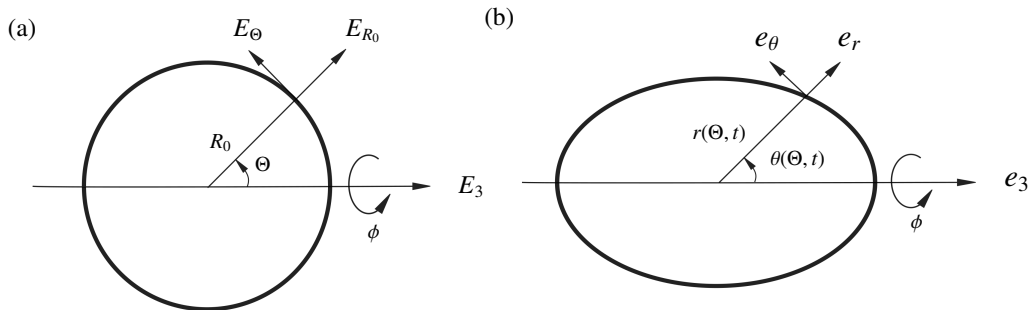 (a)
E_Θ
E_{R_0}
R_0
Θ
E_3
ϕ
(b)
e_θ
e_r
r(Θ, t)
θ(Θ, t)
e_3
ϕ